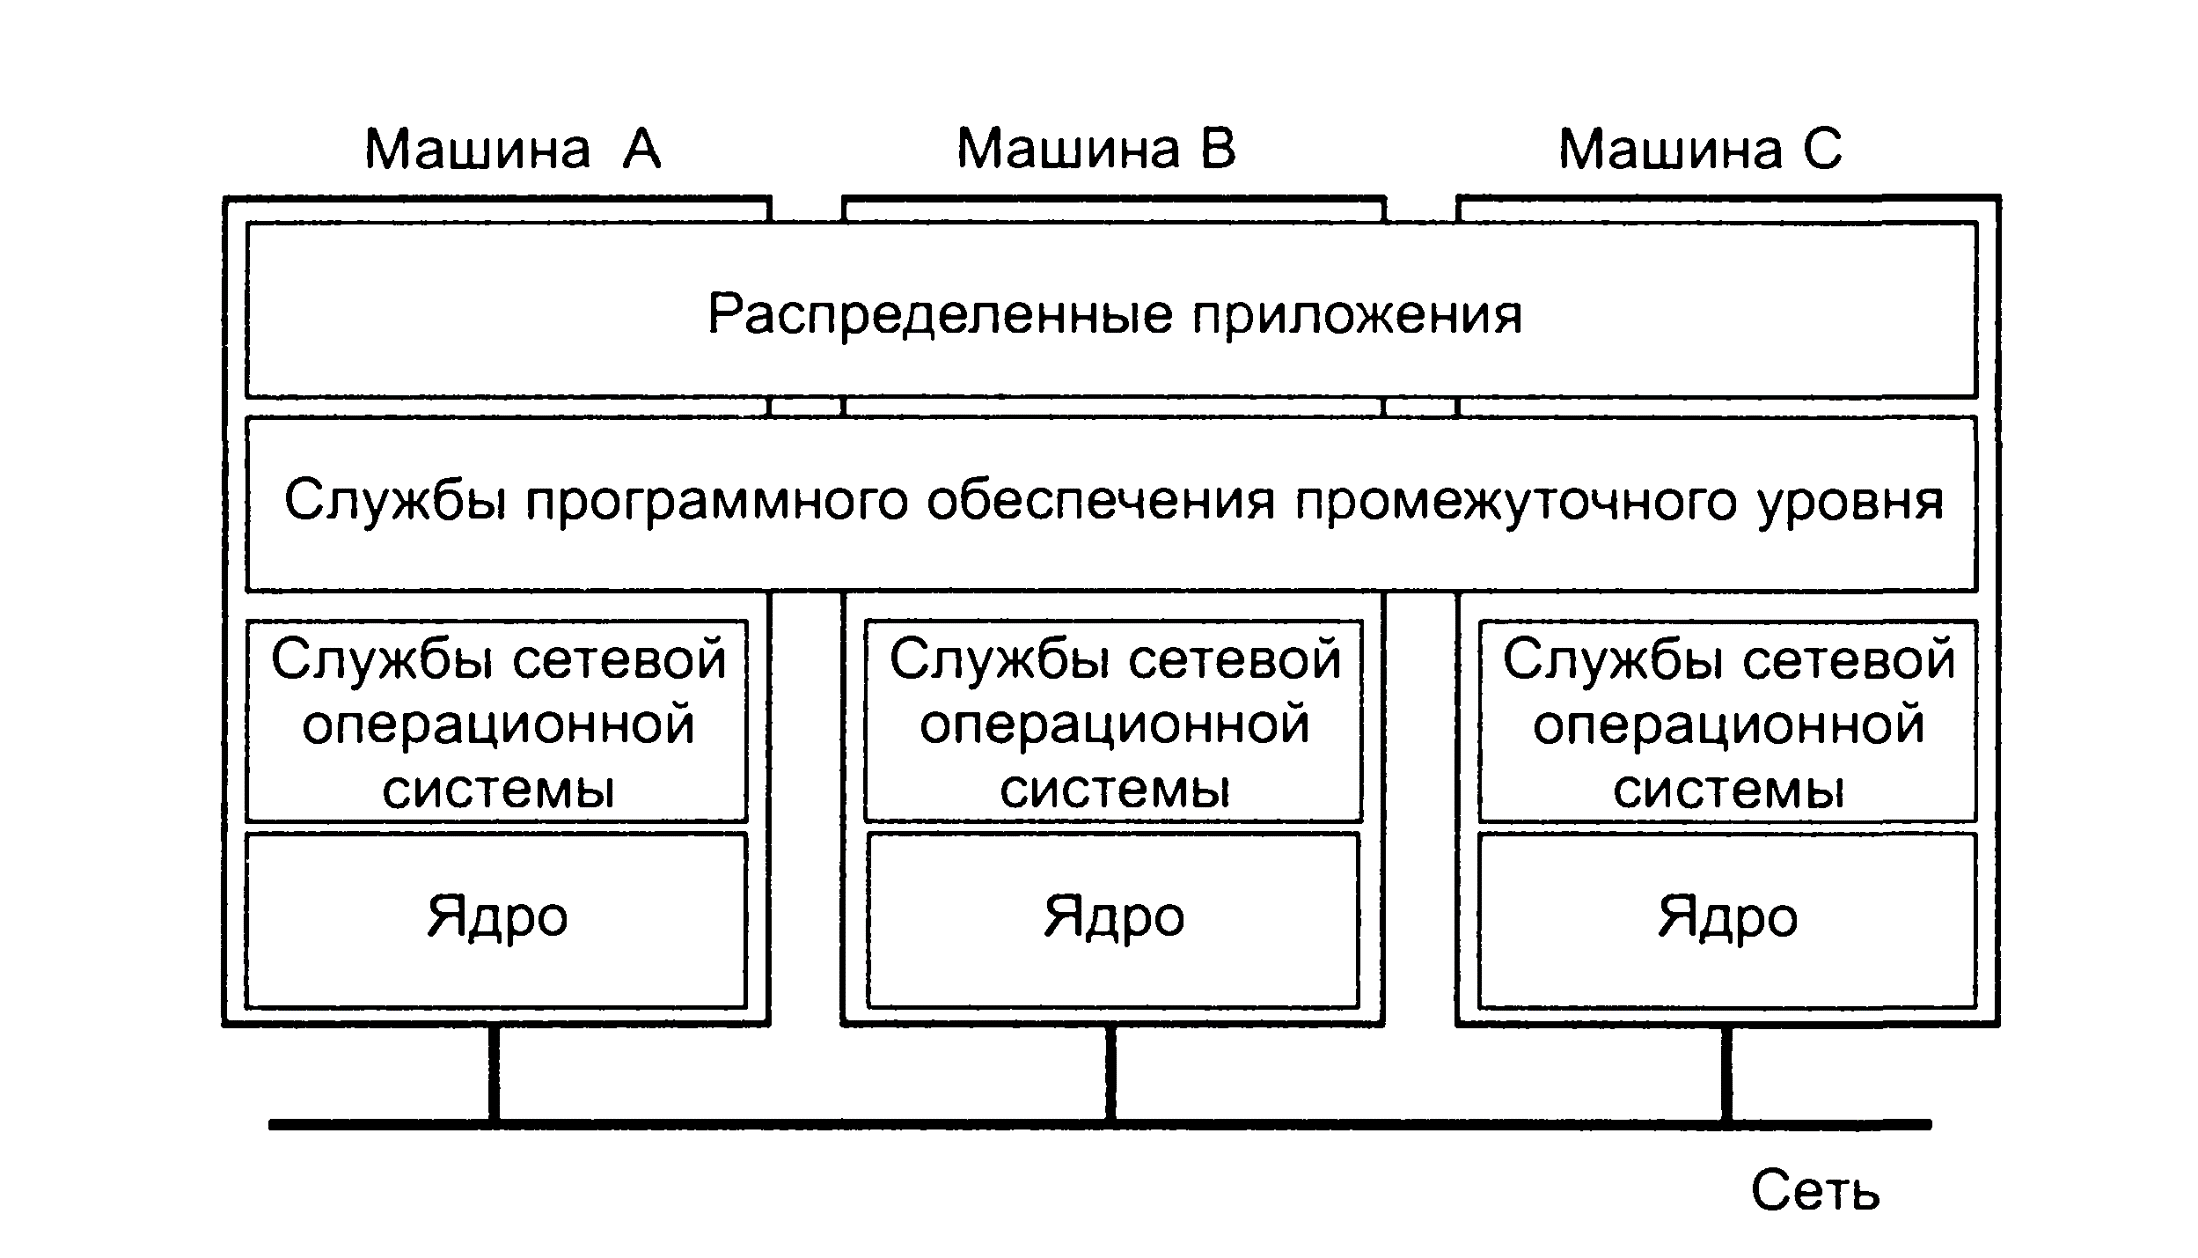 Машина А
Машина В
Машина С
Распределенные приложения
Службы программного обеспечения промежуточного уровня
Службы сетевой
операционной
системы
Службы сетевой
операционной
системы
Службы сетевой
операционной
системы
Ядро
Ядро
Ядро
Сеть